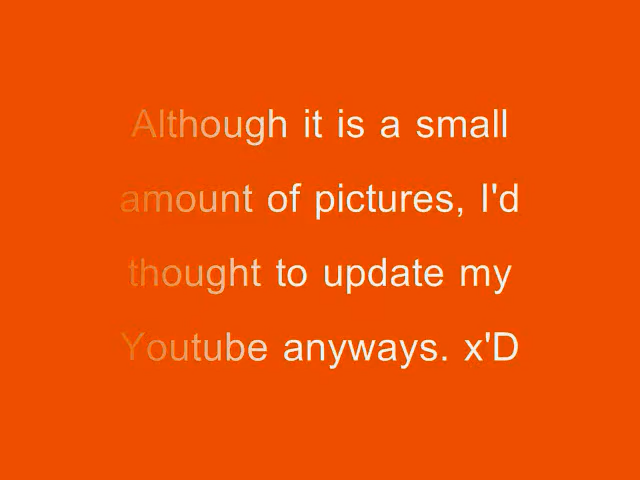 Although it is a small
amount of pictures, I'd
thought to update my
Youtube anyways. x'D